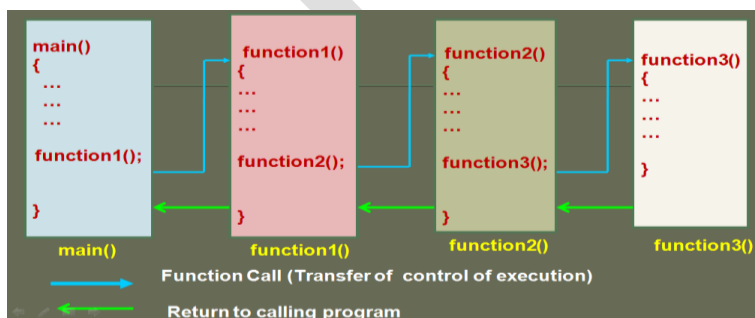 main()
{
...
...
...
function1();
}
main()
function1()
{
...
...
...
function2();
}
function1()
function2()
{
...
...
...
function3();
}
function2()
function3()
{
...
...
...
}
function3()
Function Call (Transfer of control of execution)
Return to calling program